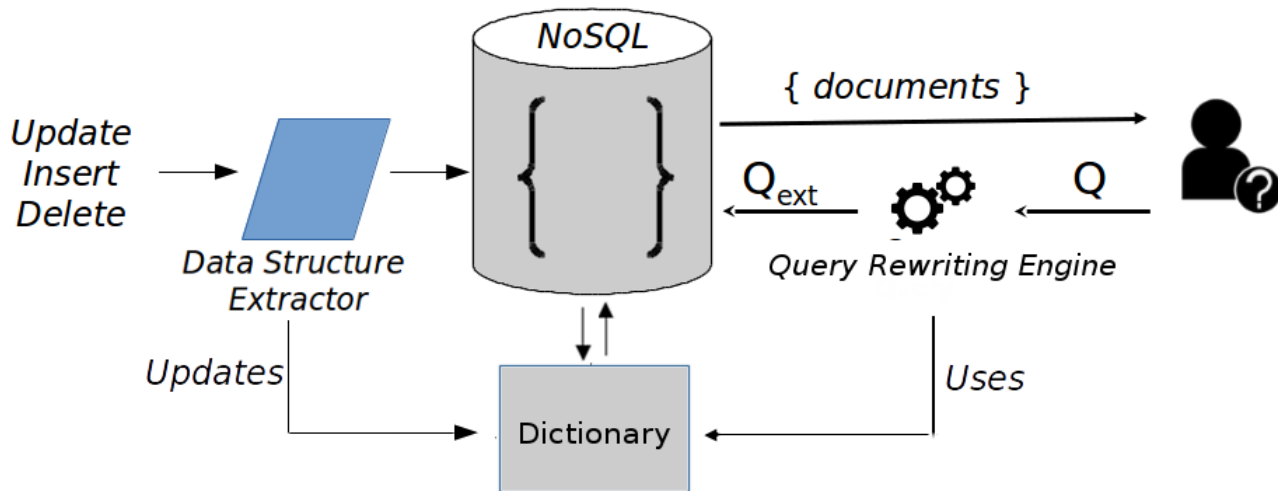 NoSQL
{ documents }
Update
Insert
Delete
Qext
Q
Data Structure
Extractor
Query Rewriting Engine
Updates
Uses
Dictionary